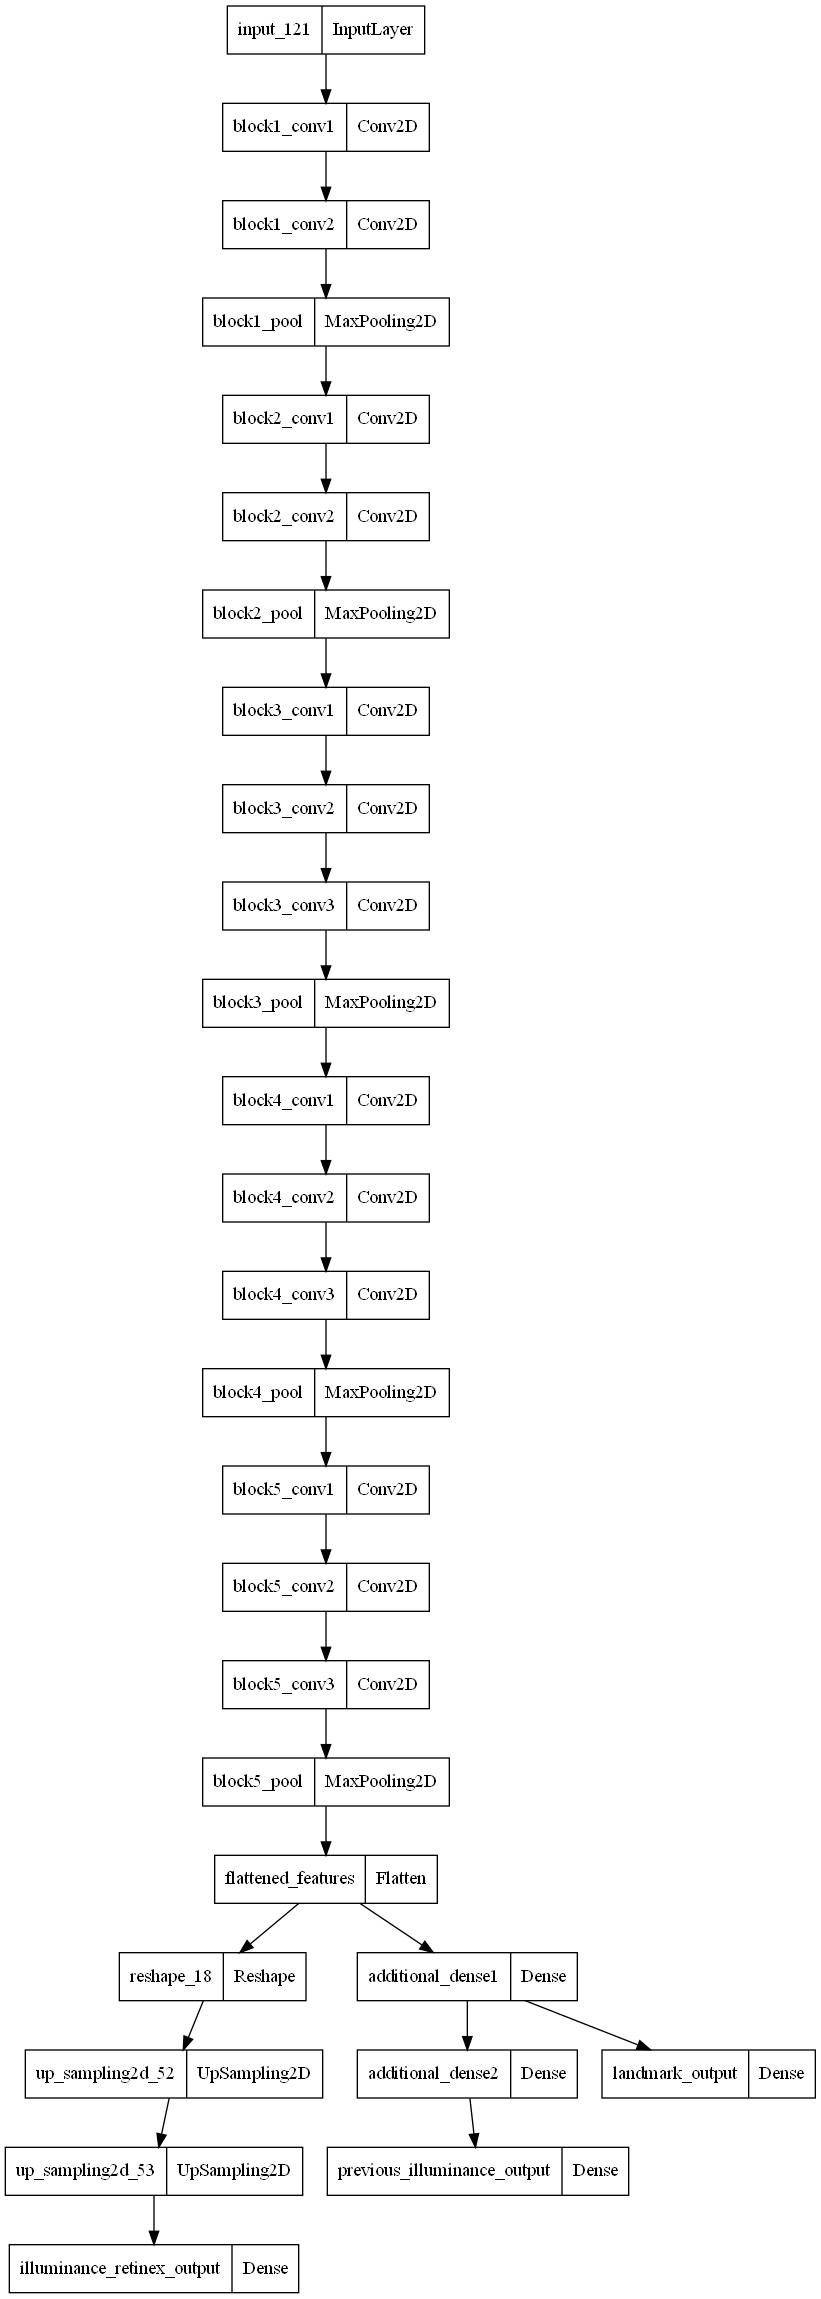 input_121 InputLayer
block1_conv1 Conv2D
block1_conv2 Conv2D
block1_pool MaxPooling2D
block2_conv1 Conv2D
block2_conv2 Conv2D
block2_pool MaxPooling2D
block3_conv1 Conv2D
block3_conv2 Conv2D
block3_conv3 Conv2D
block3_pool MaxPooling2D
block4_conv1 Conv2D
block4_conv2 Conv2D
block4_conv3 Conv2D
block4_pool MaxPooling2D
block5_conv1 Conv2D
block5_conv2 Conv2D
block5_conv3 Conv2D
block5_pool MaxPooling2D
flattened_features Flatten
reshape_18 Reshape additional_dense1 Dense
up_sampling2d_52 UpSampling2D additional_dense2 Dense landmark_output Dense
up_sampling2d_53 UpSampling2D previous_illuminance_output Dense
illuminance_retinex_output Dense